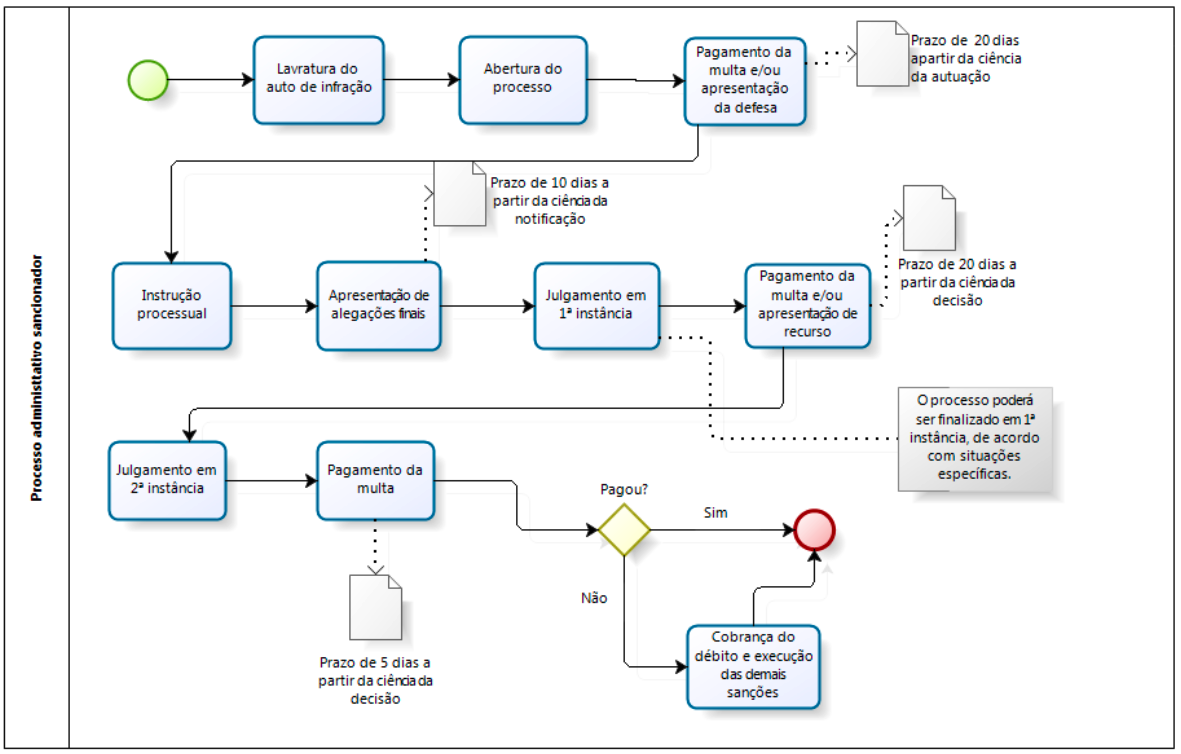 Processo administtativo sancionador
Lavratura do
auto de infração
Abertura do
processo
Pagamento da
multa e/ou
apresentação
da defesa
Prazo de 20 dias
apartir da ciência
da autuação
Prazo de 10 dias a
partir da ciência da
notificação
Instrução
processual
Apresentação de
alegações finais
Julgamento em
1ª instância
Pagamento da
multa e/ou
apresentação de
recurso
Prazo de 20 dias a
partir da ciência da
decisão
O processo poderá
ser finalizado em 1ª
instância, de acordo
com situações
específicas.
Julgamento em
2ª instância
Pagamento da
multa
Pagou?
Sim
Não
Prazo de 5 dias a
partir da ciência da
decisão
Cobrança do
débito e execução
das demais
sanções